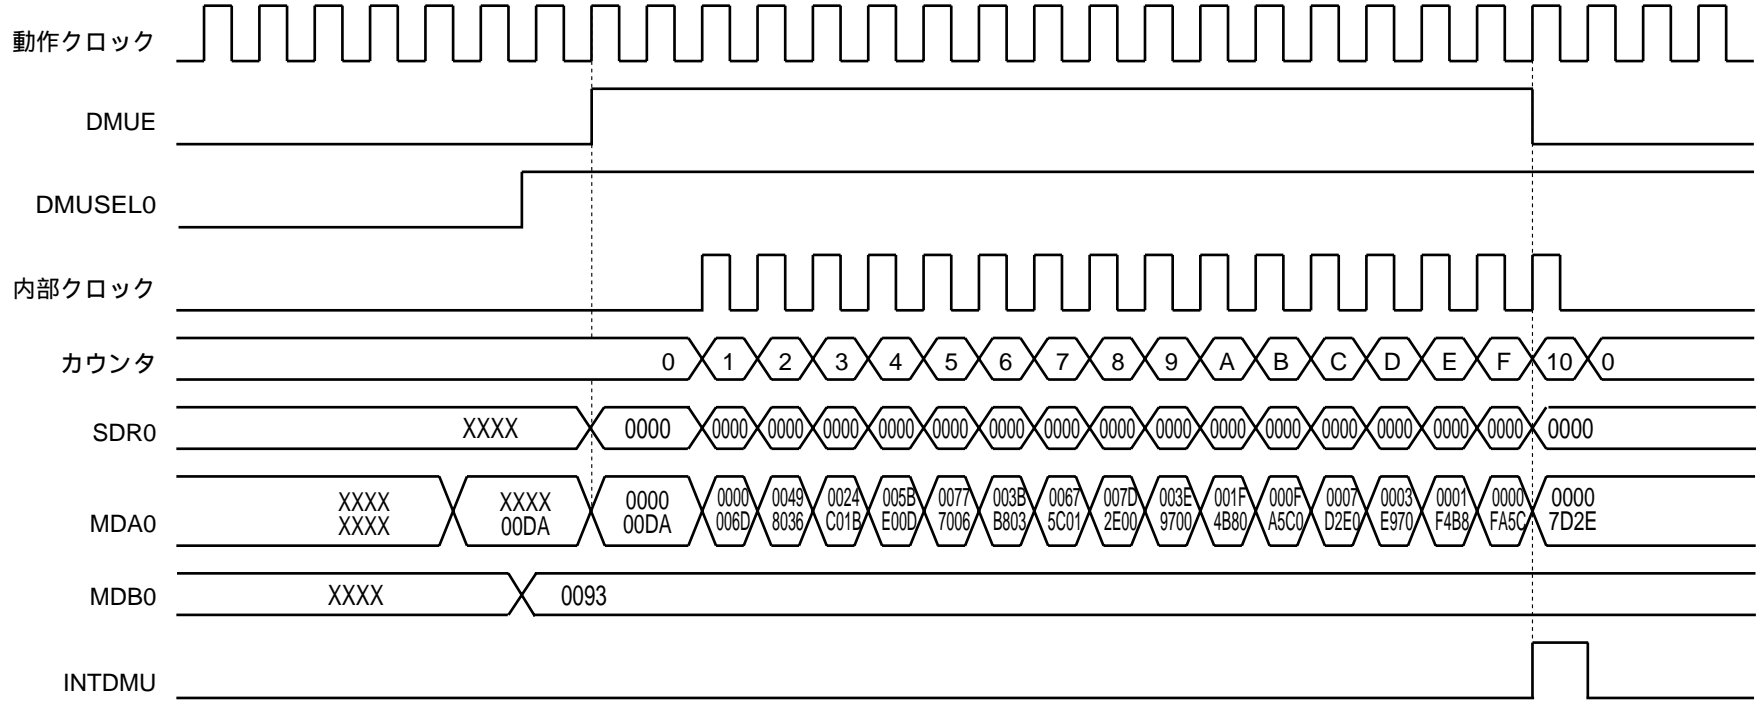 動作クロック
DMUE
DMUSEL0
内部クロック
カウンタ 0 1 2 3 4 5 6 7 8 9 A B C D E F 10 0
SDR0 XXXX 0000 0000 0000 0000 0000 0000 0000 0000 0000 0000 0000 0000 0000 0000 0000 0000 0000
MDA0
XXXX XXXX 0000 0000 0049 0024 005B 0077 003B 0067 007D 003E 001F 000F 0007 0003 0001 0000 0000
XXXX 00DA 00DA 006D 8036 C01B E00D 7006 B803 5C01 2E00 9700 4B80 A5C0 D2E0 E970 F4B8 FA5C 7D2E
MDB0 XXXX 0093
INTDMU